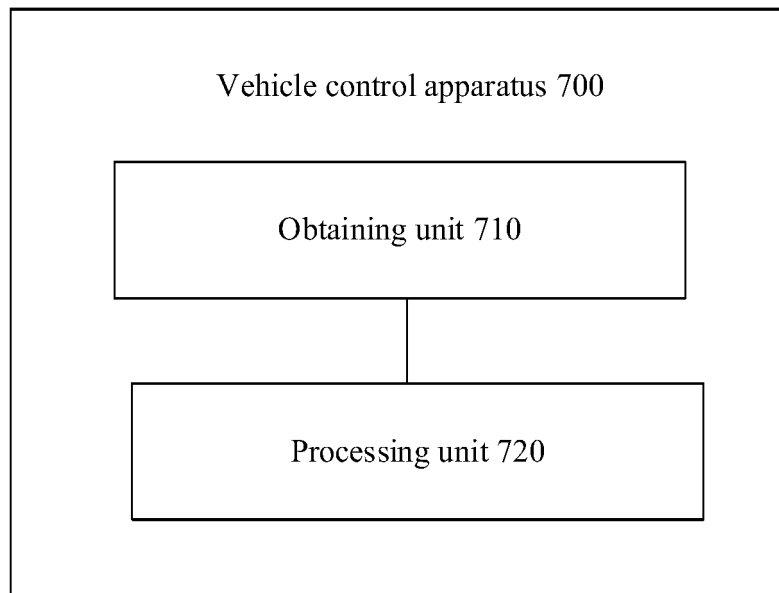 Vehicle control apparatus 700
Obtaining unit 710
Processing unit 720